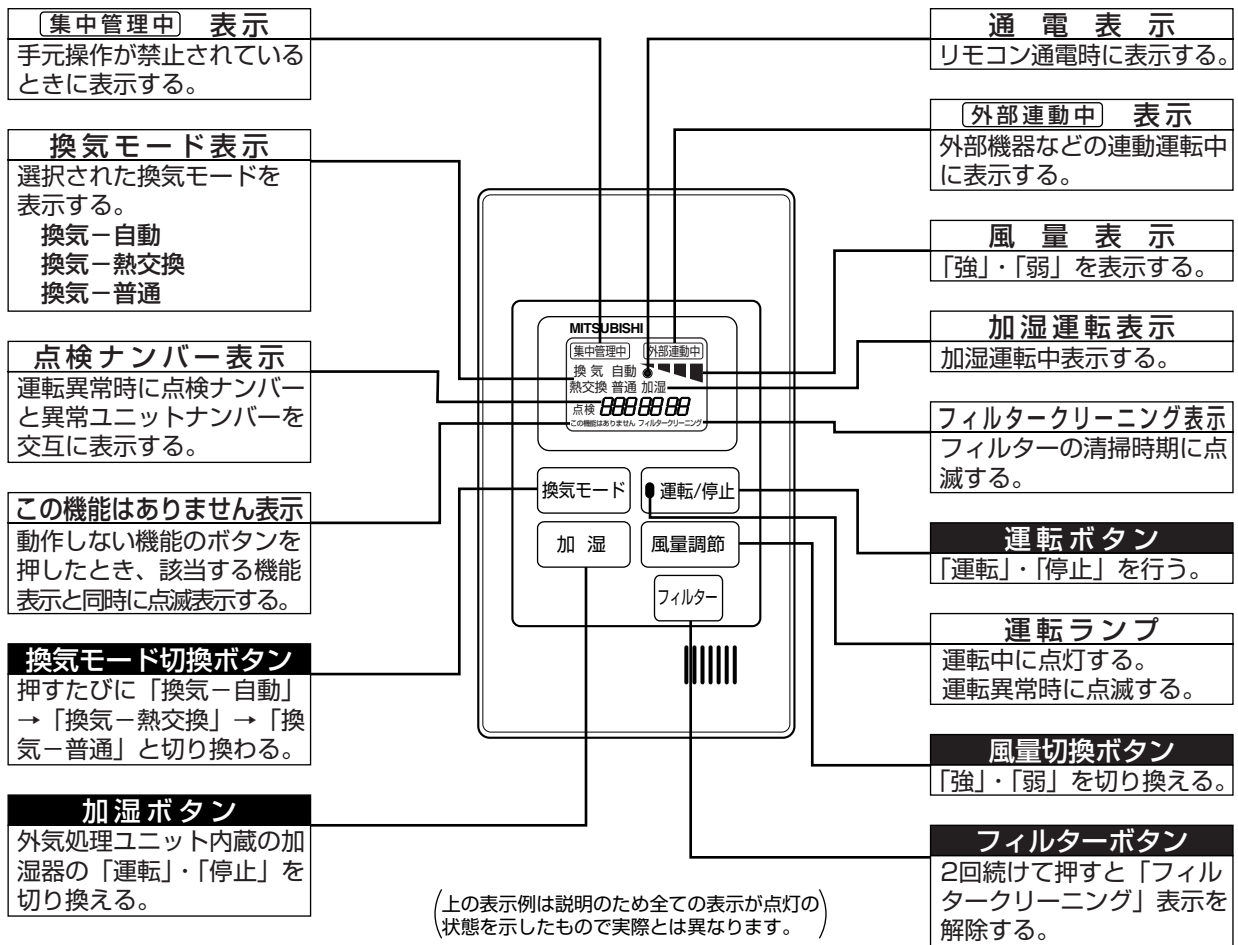 集中管理中 表示
手元操作が禁止されている
ときに表示する。
換気モード表示
選択された換気モードを
表示する。
換気－自動
換気－熱交換
換気－普通
点検ナンバー表示
運転異常時に点検ナンバー
と異常ユニットナンバーを
交互に表示する。
この機能はありません表示
動作しない機能のボタンを
押したとき、該当する機能
表示と同時に点滅表示する。
換気モード切換ボタン
押すたびに「換気－自動」
→「換気－熱交換」→「換
気－普通」と切り換わる。
加湿ボタン
外気処理ユニット内蔵の加
湿器の「運転」・「停止」を
切り換える。
MITSUBISHI
集中管理中 外部連動中
換気 自動
熱交換 普通 加湿
点検 888 88 88
この機能はありません フィルタークリーニング
換気モード 運転/停止
加 湿 風量調節
フィルター
(上の表示例は説明のため全ての表示が点灯の
状態を示したもので実際とは異なります。)
通電表示
リモコン通電時に表示する。
外部連動中 表示
外部機器などの連動運転中
に表示する。
風量表示
「強」・「弱」を表示する。
加湿運転表示
加湿運転中表示する。
フィルタークリーニング表示
フィルターの清掃時期に点
滅する。
運転ボタン
「運転」・「停止」を行う。
運転ランプ
運転中に点灯する。
運転異常時に点滅する。
風量切換ボタン
「強」・「弱」を切り換える。
フィルターボタン
2回続けて押すと「フィル
タークリーニング」表示を
解除する。